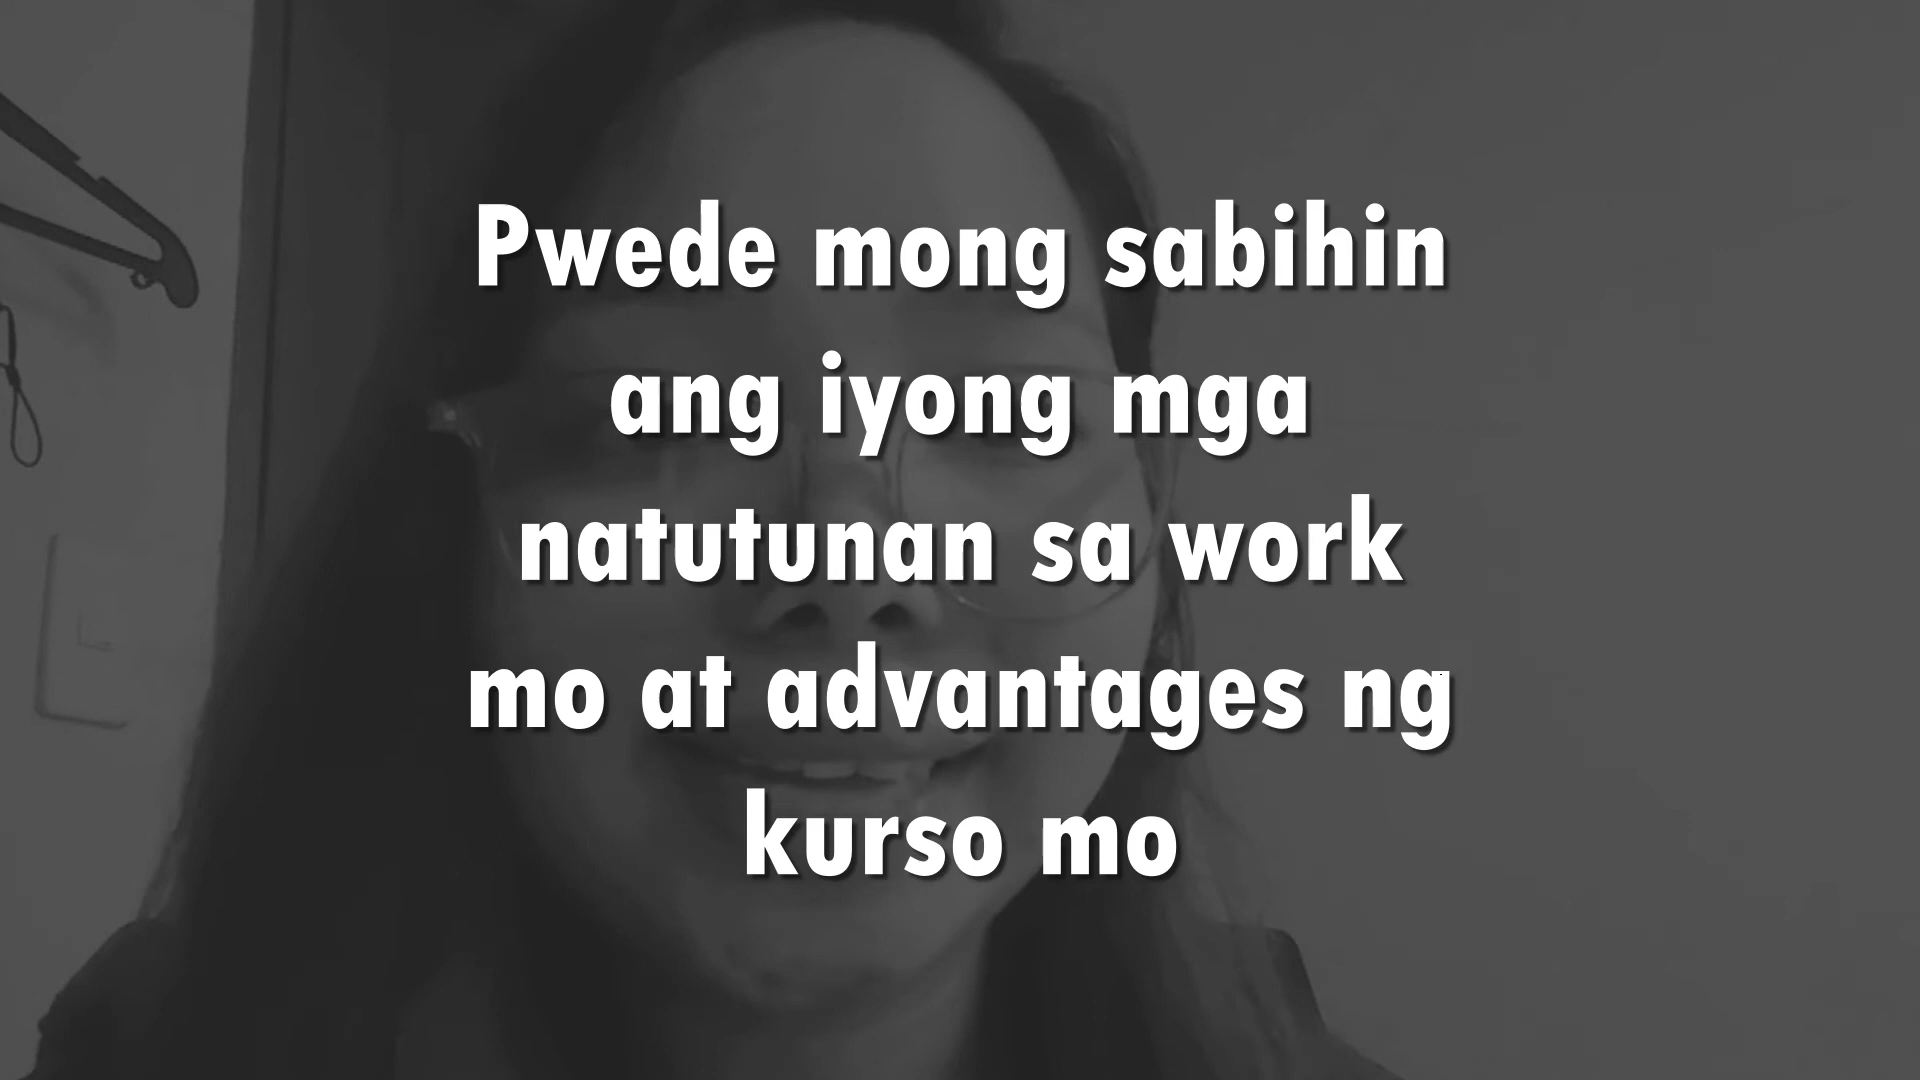 Pwede mong sabihin
ang iyong mga
natutunan sa work
mo at advantages ng
kurso mo